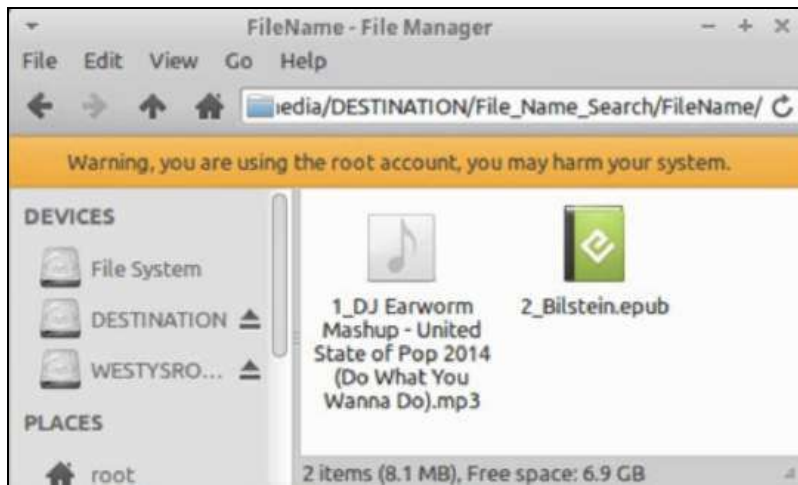 FileName - File Manager
File Edit View Go Help
edia/DESTINATION/File_Name_Search/FileName/
Warning, you are using the root account, you may harm your system.
DEVICES
File System
DESTINATION
WESTYSRO...
PLACES
root
1_DJ Earworm
Mashup - United
State of Pop 2014
(Do What You
Wanna Do).mp3
2_Bilstein.epub
2 items (8.1 MB), Free space: 6.9 GB